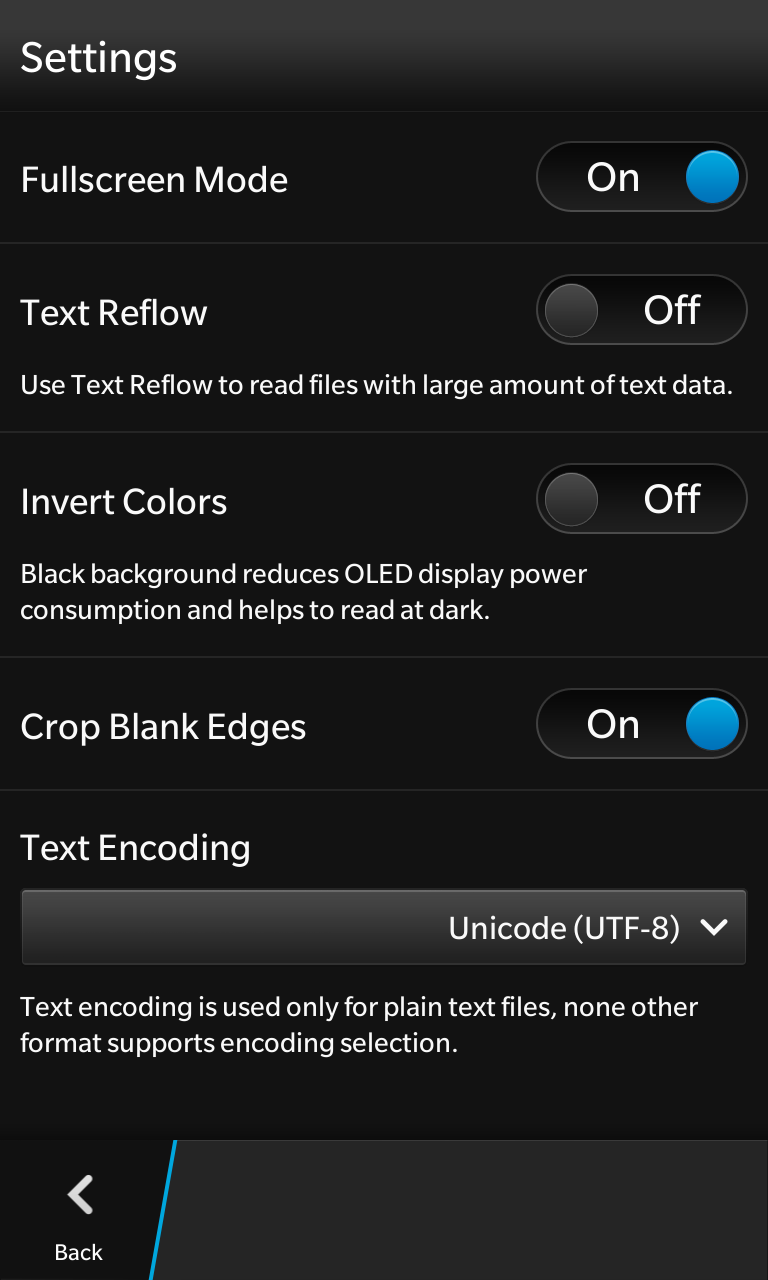 Settings
Fullscreen Mode On
Text Reflow Off
Use Text Reflow to read files with large amount of text data.
Invert Colors Off
Black background reduces OLED display power
consumption and helps to read at dark.
Crop Blank Edges On
Text Encoding
Unicode (UTF-8)
Text encoding is used only for plain text files, none other
format supports encoding selection.
Back